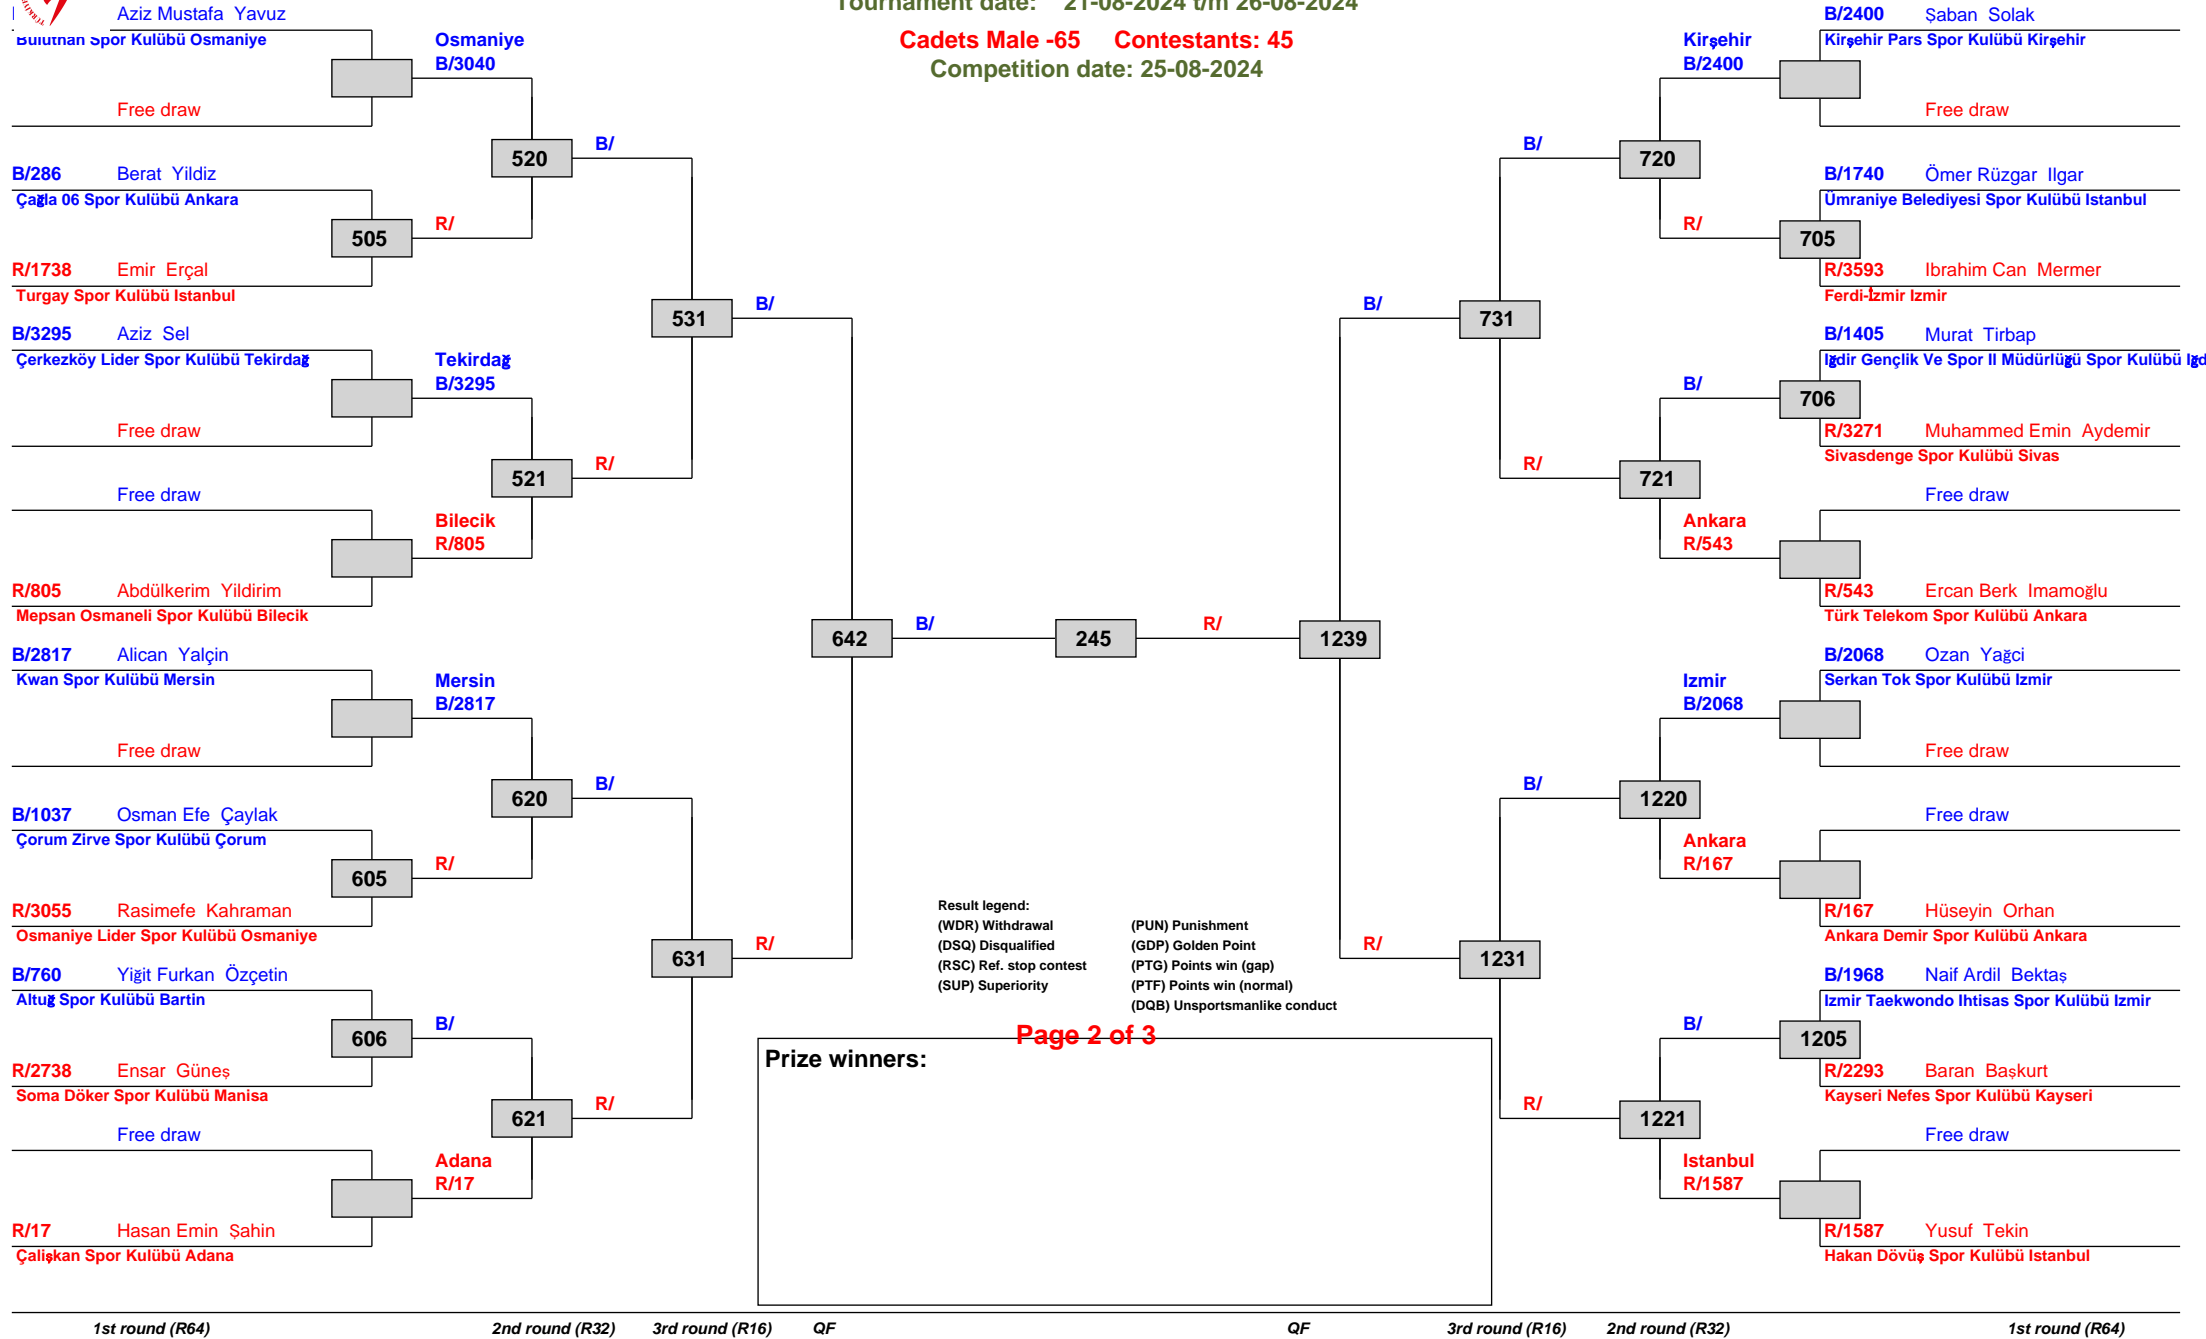 Tournament date: 21-08-2024 t/m 26-08-2024
Cadets Male -65 Contestants: 45
Competition date: 25-08-2024
Aziz Mustafa Yavuz
Buluthan Spor Kulübü Osmaniye
Osmaniye
B/3040
Free draw
520
B/
B/286 Berat Yildiz
Çağla 06 Spor Kulübü Ankara
505
R/
R/1738 Emir Erçal
Turgay Spor Kulübü Istanbul
531
B/
B/3295 Aziz Sel
Çerkezköy Lider Spor Kulübü Tekirdağ
Tekirdağ
B/3295
Free draw
521
R/
Free draw
Bilecik
R/805
R/805 Abdülkerim Yildirim
Mepsan Osmaneli Spor Kulübü Bilecik
642
B/
245
B/2817 Alican Yalçin
Kwan Spor Kulübü Mersin
Mersin
B/2817
Free draw
620
B/
B/1037 Osman Efe Çaylak
Çorum Zirve Spor Kulübü Çorum
605
R/
R/3055 Rasimefe Kahraman
Osmaniye Lider Spor Kulübü Osmaniye
631
R/
B/760 Yiğit Furkan Özçetin
Altuğ Spor Kulübü Bartin
606
B/
R/2738 Ensar Güneş
Soma Döker Spor Kulübü Manisa
621
R/
Free draw
Adana
R/17
R/17 Hasan Emin Şahin
Çalişkan Spor Kulübü Adana
B/2400 Şaban Solak
Kirşehir Pars Spor Kulübü Kirşehir
Kirşehir
B/2400
Free draw
B/
720
B/1740 Ömer Rüzgar Ilgar
Ümraniye Belediyesi Spor Kulübü Istanbul
R/
705
R/3593 Ibrahim Can Mermer
Ferdi-İzmir Izmir
B/
731
B/1405 Murat Tirbap
Iğdir Gençlik Ve Spor Il Müdürlüğü Spor Kulübü Iğd
B/
706
R/3271 Muhammed Emin Aydemir
Sivasdenge Spor Kulübü Sivas
R/
721
Free draw
Ankara
R/543
R/543 Ercan Berk Imamoğlu
Türk Telekom Spor Kulübü Ankara
R/
1239
B/2068 Ozan Yağci
Serkan Tok Spor Kulübü Izmir
Izmir
B/2068
Free draw
B/
1220
Free draw
Ankara
R/167
R/167 Hüseyin Orhan
Ankara Demir Spor Kulübü Ankara
R/
1231
B/1968 Naif Ardil Bektaş
Izmir Taekwondo Ihtisas Spor Kulübü Izmir
B/
1205
R/2293 Baran Başkurt
Kayseri Nefes Spor Kulübü Kayseri
R/
1221
Free draw
Istanbul
R/1587
R/1587 Yusuf Tekin
Hakan Dövüş Spor Kulübü Istanbul
Result legend:
(WDR) Withdrawal (PUN) Punishment
(DSQ) Disqualified (GDP) Golden Point
(RSC) Ref. stop contest (PTG) Points win (gap)
(SUP) Superiority (PTF) Points win (normal)
(DQB) Unsportsmanlike conduct
Page 2 of 3
Prize winners:
1st round (R64) 2nd round (R32) 3rd round (R16) QF QF 3rd round (R16) 2nd round (R32) 1st round (R64)